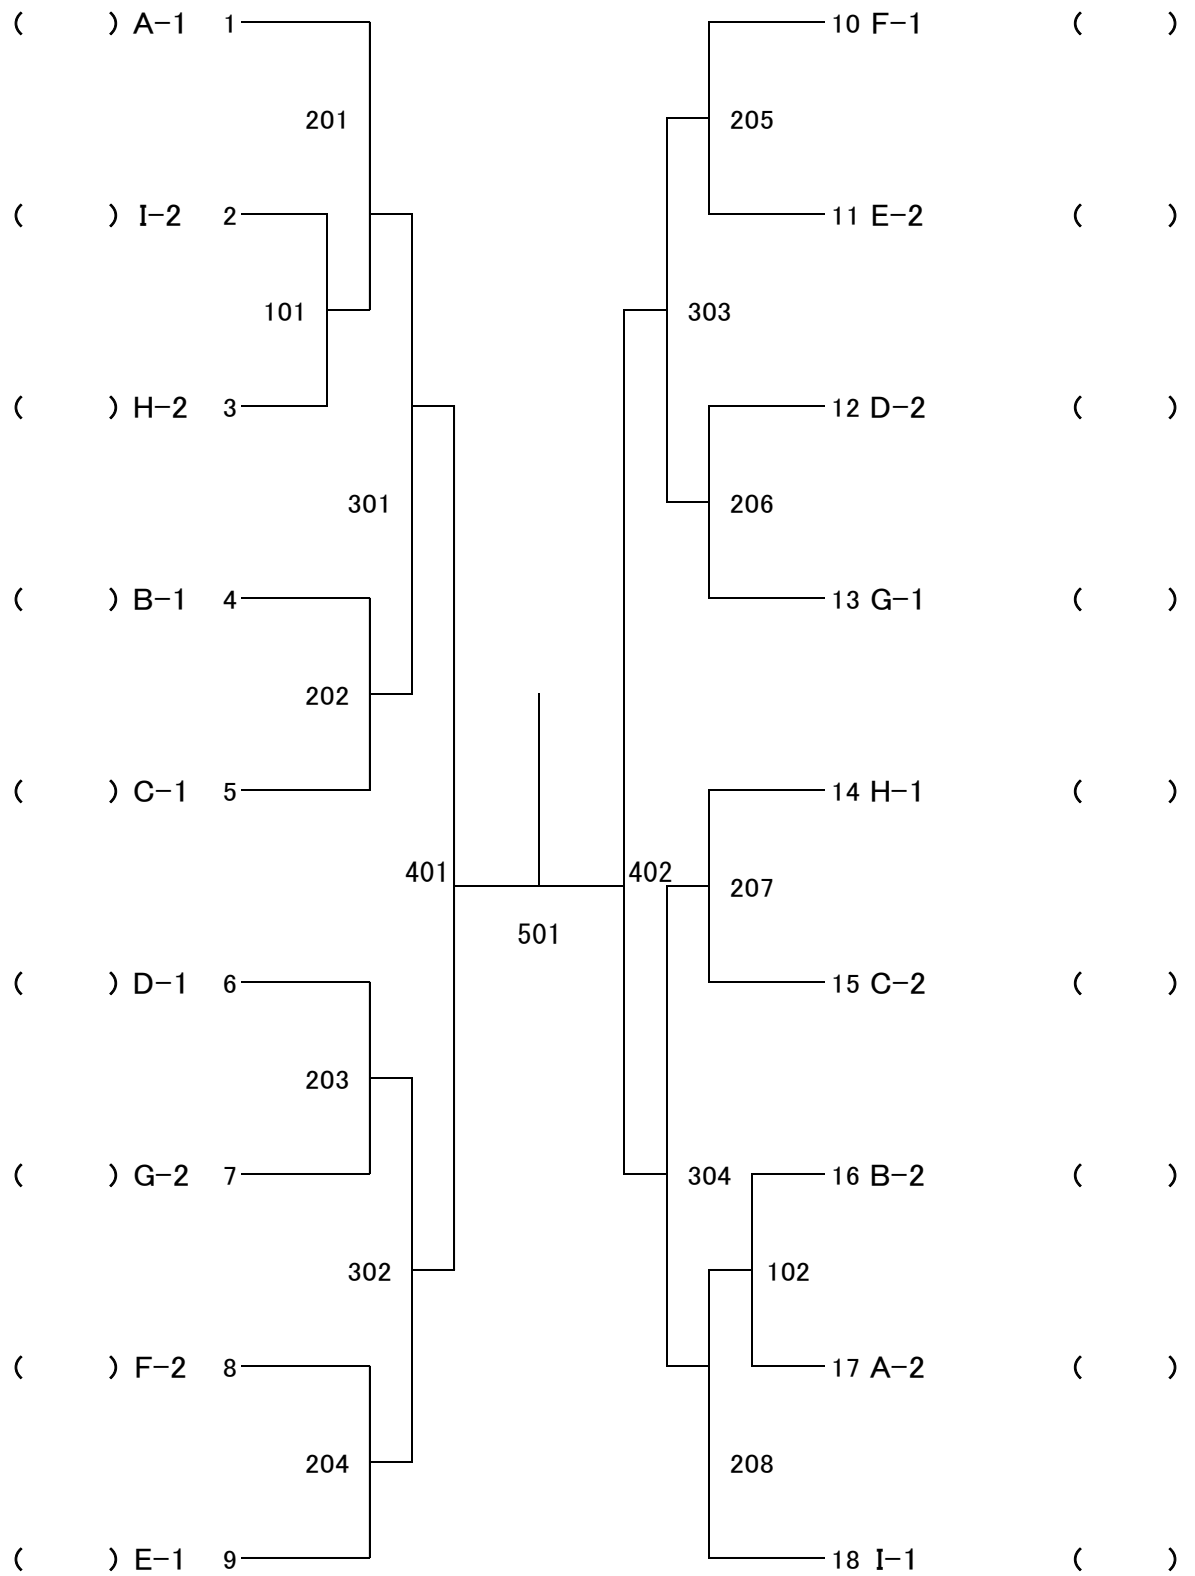 ( ) A-1 1 10 F-1 ( )
201 205
( ) I-2 2 11 E-2 ( )
101 303
( ) H-2 3 12 D-2 ( )
301 206
( ) B-1 4 13 G-1 ( )
202
( ) C-1 5 14 H-1 ( )
401 402 207
501
( ) D-1 6 15 C-2 ( )
203
( ) G-2 7 304 16 B-2 ( )
302 102
( ) F-2 8 17 A-2 ( )
204 208
( ) E-1 9 18 I-1 ( )